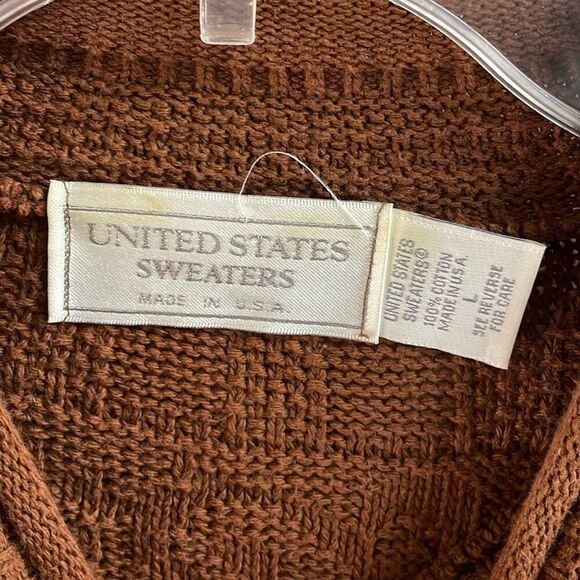 UNITED STATES
SWEATERS
MADE IN U.S.A.
UNITED STATES
SWEATERS©
100% COTTON
MADE IN U.S.A.
L
SEE REVERSE
FOR CARE